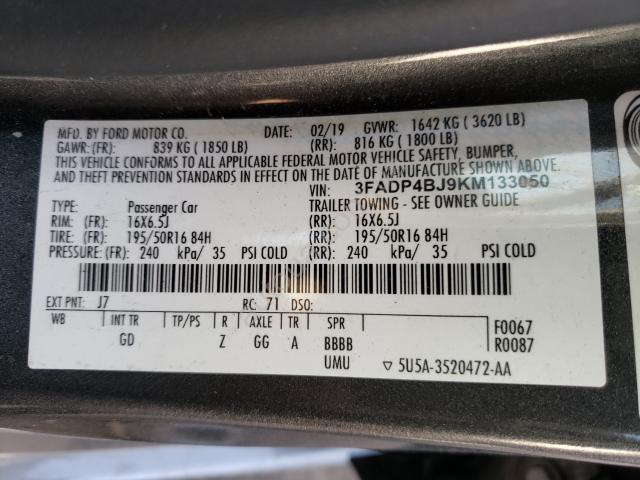 MFD. BY FORD MOTOR CO. DATE: 02/19 GVWR: 1642 KG ( 3620 LB)
GAWR:(FR): 839 KG ( 1850 LB) (RR): 816 KG ( 1800 LB)
THIS VEHICLE CONFORMS TO ALL APPLICABLE FEDERAL MOTOR VEHICLE SAFETY, BUMPER,
AND THEFT PREVENTION STANDARDS IN EFFECT ON THE DATE OF MANUFACTURE SHOWN ABOVE.
VIN: 3FADP4BJ9KM133050
TYPE: Passenger Car TRAILER TOWING - SEE OWNER GUIDE
RIM: (FR): 16X6.5J (RR): 16X6.5J
TIRE: (FR): 195/50R16 84H (RR): 195/50R16 84H
PRESSURE:(FR): 240 kPa/ 35 PSI COLD (RR): 240 kPa/ 35 PSI COLD
EXT PNT: J7 RC: 71 DSO:
WB INT TR TP/PS R AXLE TR SPR F0067
GD Z GG A BBBB R0087
UMU ▽ 5U5A-3520472-AA